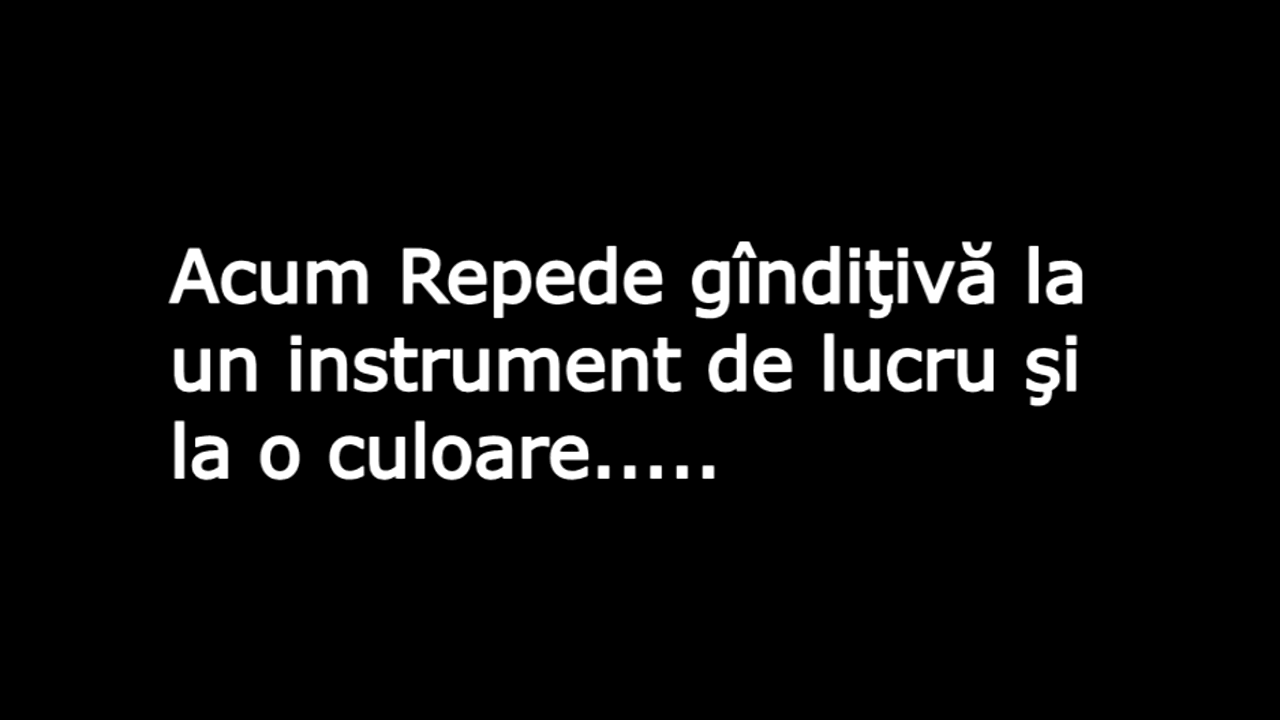 Acum Repede gîndiţivă la
un instrument de lucru şi
la o culoare.....